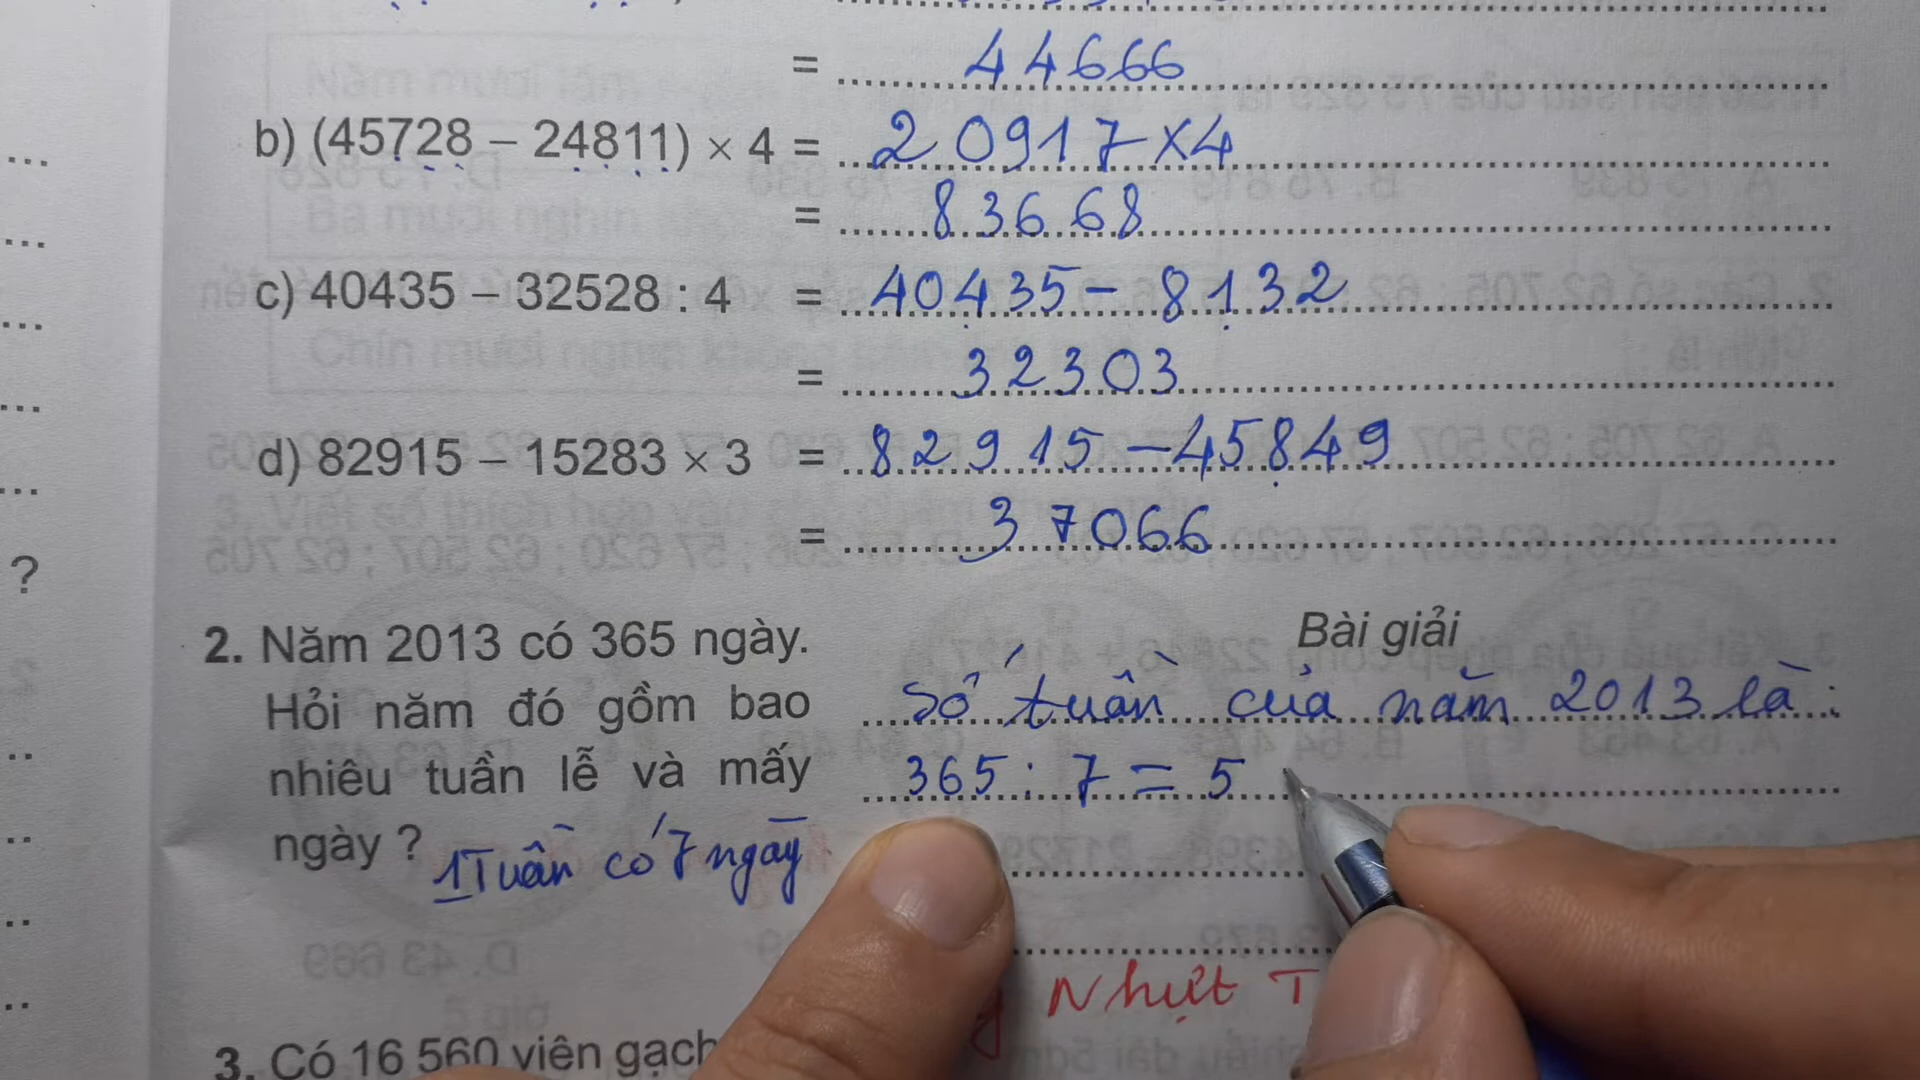 = 44666
b) (45728 – 24811) × 4 = 20917 x 4
= 83668
c) 40435 – 32528 : 4 = 40435 - 8132
= 32303
d) 82915 – 15283 × 3 = 82915 - 45849
= 37066
2. Năm 2013 có 365 ngày.
Hỏi năm đó gồm bao
nhiêu tuần lễ và mấy
ngày ? 1 Tuần có 7 ngày
Bài giải
Số tuần của năm 2013 là :
365 : 7 = 5
Nhựt T
3. Có 16 560 viên gạch
?